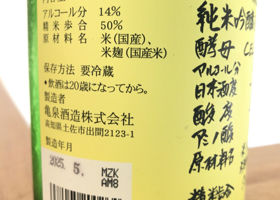 アルコール分 14%
精米歩合 50%
原材料名 米(国産)、
米麹(国産米)
保存方法 要冷蔵
•飲酒は20歳になってから。
製造者
亀泉酒造株式会社
高知県土佐市出間2123-1
製造年月
2025. 5.
MZK
AM8
純米吟醸
酵母 CE
アルコール分
日本酒度
酸度
アミノ酸
原材料名
精米歩合